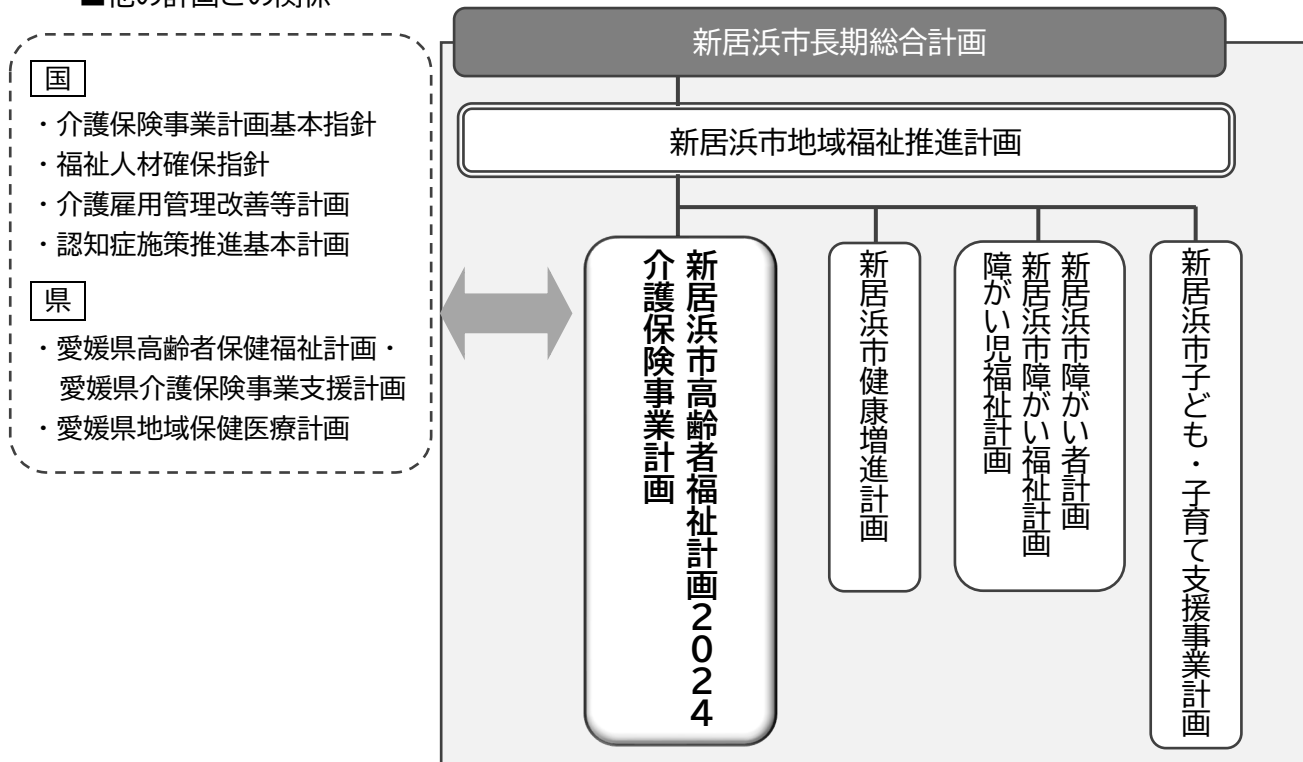 ■他の計画との関係
新居浜市長期総合計画
新居浜市地域福祉推進計画
国
・介護保険事業計画基本指針
・福祉人材確保指針
・介護雇用管理改善等計画
・認知症施策推進基本計画
県
・愛媛県高齢者保健福祉計画・
愛媛県介護保険事業支援計画
・愛媛県地域保健医療計画
新居浜市高齢者福祉計画2024
介護保険事業計画
新居浜市健康増進計画
新居浜市障がい者計画
新居浜市障がい福祉計画
障がい児福祉計画
新居浜市子ども・子育て支援事業計画